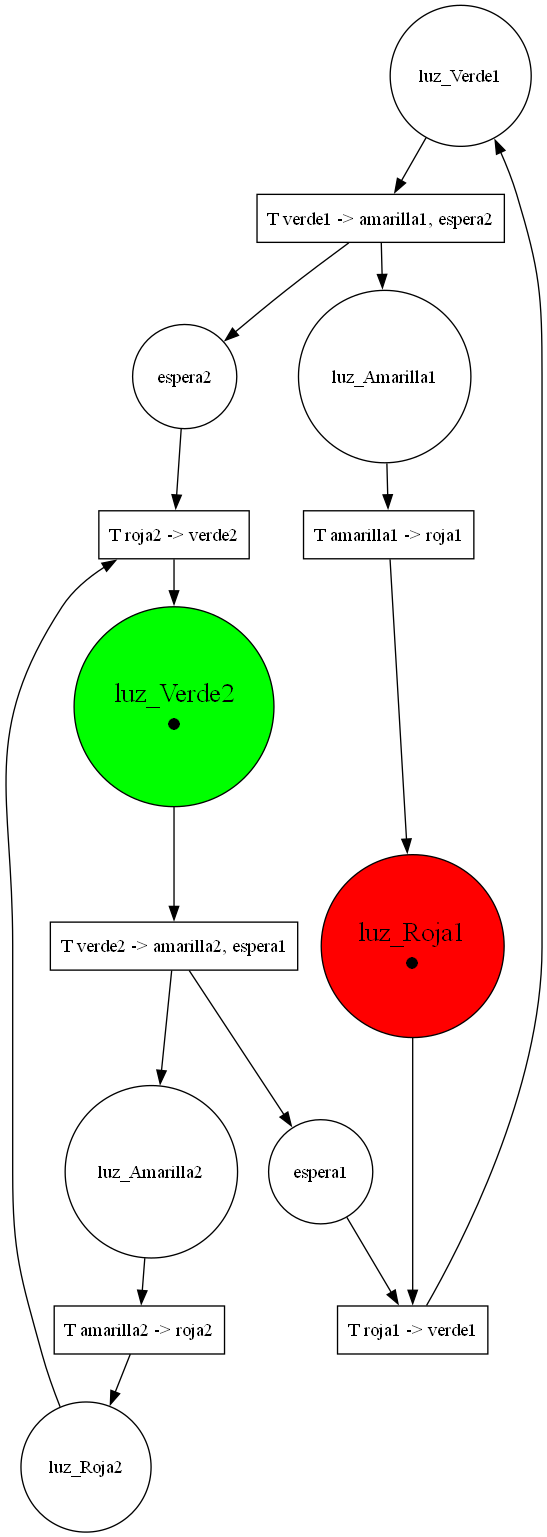 luz_Verde1
T verde1 -> amarilla1, espera2
espera2
luz_Amarilla1
T roja2 -> verde2
T amarilla1 -> roja1
luz_Verde2
luz_Roja1
T verde2 -> amarilla2, espera1
luz_Amarilla2
espera1
T amarilla2 -> roja2
T roja1 -> verde1
luz_Roja2